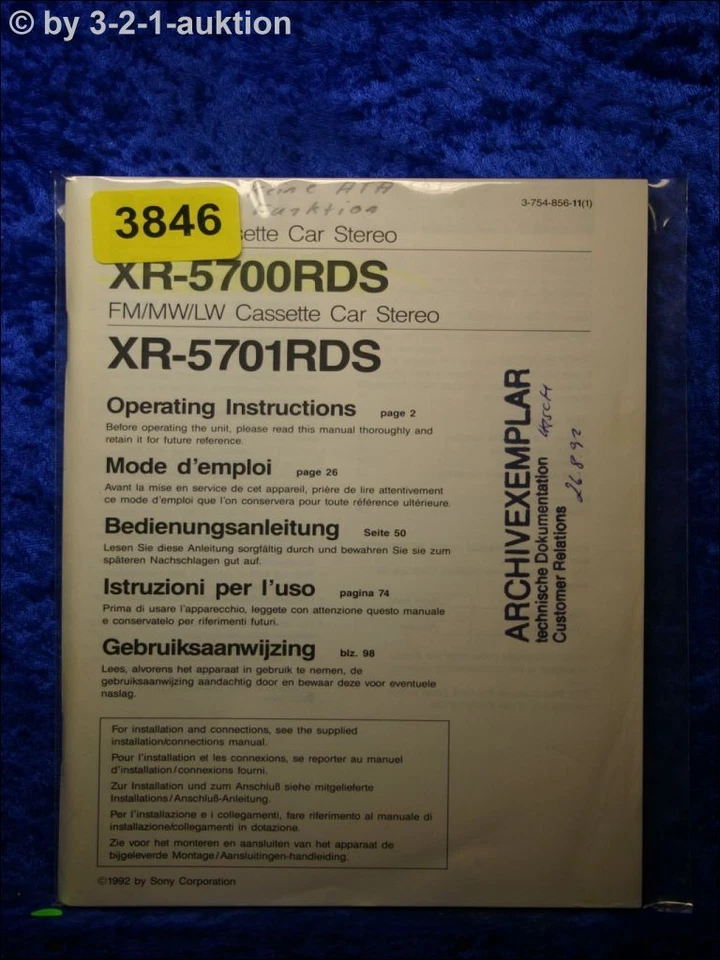 © by 3-2-1-auktion
Keine ATA
Funktion
3-754-856-11(1)
3846
Car Stereo
XR-5700RDS
FM/MW/LW Cassette Car Stereo
XR-5701RDS
Operating Instructions page 2
Before operating the unit, please read this manual thoroughly and
retain it for future reference.
Mode d'emploi page 26
Avant la mise en service de cet appareil, prière de lire attentivement
ce mode d'emploi que l'on conservera pour toute référence ultérieure.
Bedienungsanleitung Seite 50
Lesen Sie diese Anleitung sorgfältig durch und bewahren Sie sie zum
späteren Nachschlagen gut auf.
Istruzioni per l'uso pagina 74
Prima di usare l'apparecchio, leggete con attenzione questo manuale
e conservatelo per riferimenti futuri.
Gebruiksaanwijzing blz. 98
Lees, alvorens het apparaat in gebruik te nemen, de
gebruiksaanwijzing aandachtig door en bewaar deze voor eventuele
naslag.
ARCHIVEXEMPLAR
technische Dokumentation
Customer Relations
26.8.92
For installation and connections, see the supplied
installation/connections manual.
Pour l'installation et les connexions, se reporter au manuel
d'installation/connexions fourni.
Zur Installation und zum Anschluß siehe mitgelieferte
Installations/Anschluß-Anleitung.
Per l'installazione e i collegamenti, fare riferimento al manuale di
installazione/collegamenti in dotazione.
Zie voor het monteren en aansluiten van het apparaat de
bijgeleverde Montage/Aansluitingen-handleiding.
©1992 by Sony Corporation